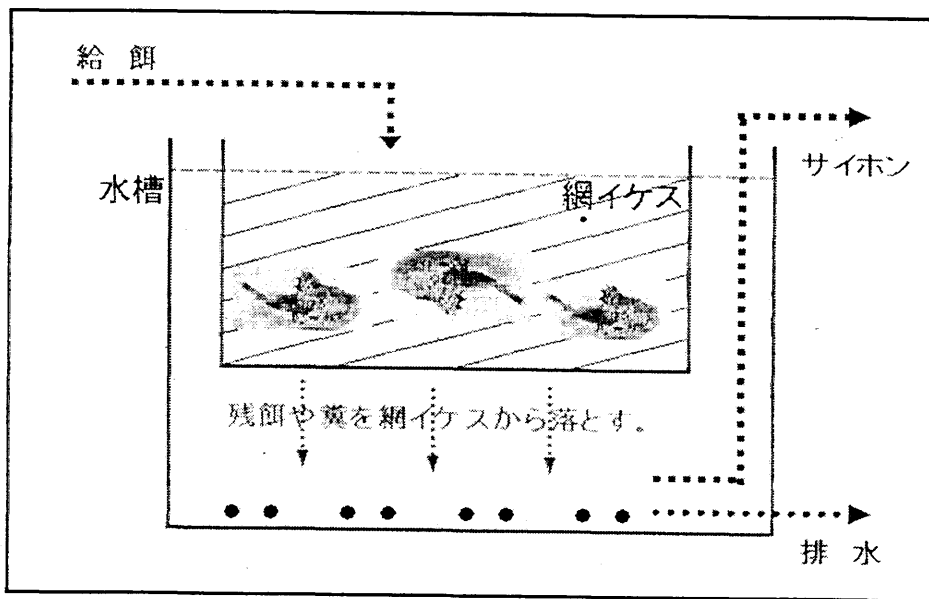 給 餌
サイホン
水槽
網イケス
残餌や糞を網イケスから落とす。
排 水